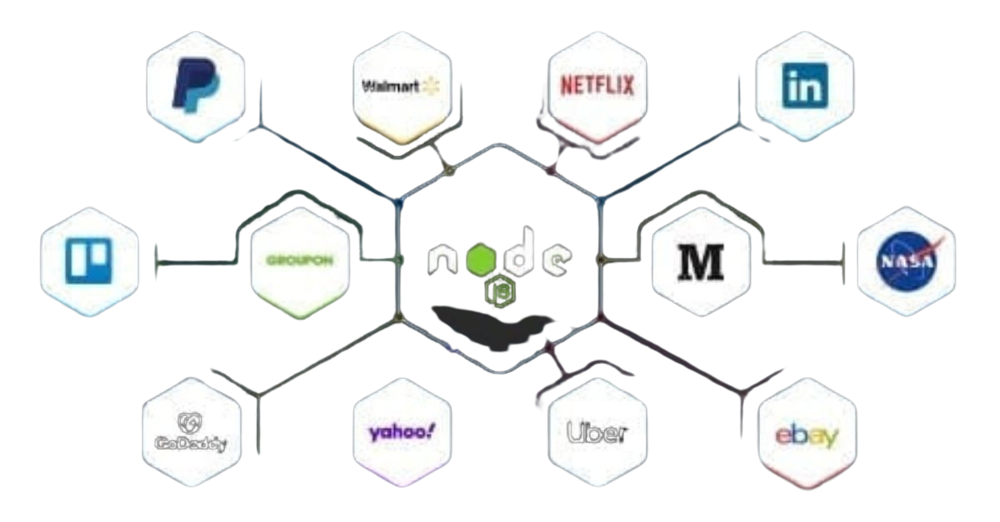 P
Walmart
NETFLIX
in
GROUPON
node
JS
M
NASA
GoDaddy
yahoo!
Uber
ebay